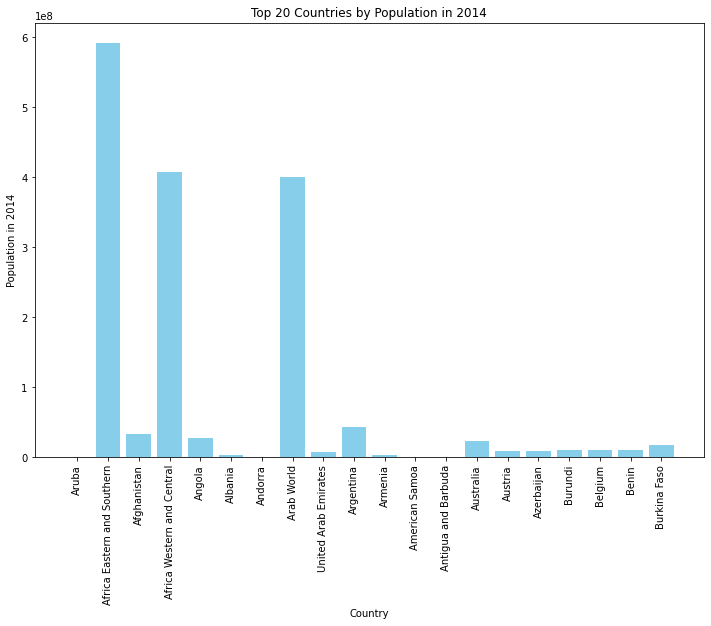 Top 20 Countries by Population in 2014
1e8
6
5
4
3
2
1
0
Population in 2014
Aruba
Africa Eastern and Southern
Afghanistan
Africa Western and Central
Angola
Albania
Andorra
Arab World
United Arab Emirates
Argentina
Armenia
American Samoa
Antigua and Barbuda
Australia
Austria
Azerbaijan
Burundi
Belgium
Benin
Burkina Faso
Country